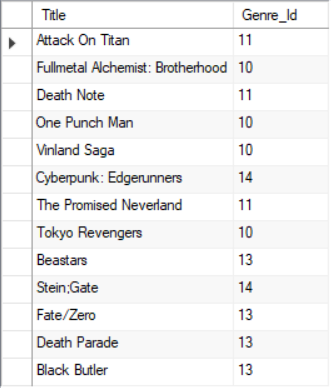 Title Genre_Id
Attack On Titan 11
Fullmetal Alchemist: Brotherhood 10
Death Note 11
One Punch Man 10
Vinland Saga 10
Cyberpunk: Edgerunners 14
The Promised Neverland 11
Tokyo Revengers 10
Beastars 13
Stein;Gate 14
Fate/Zero 13
Death Parade 13
Black Butler 13